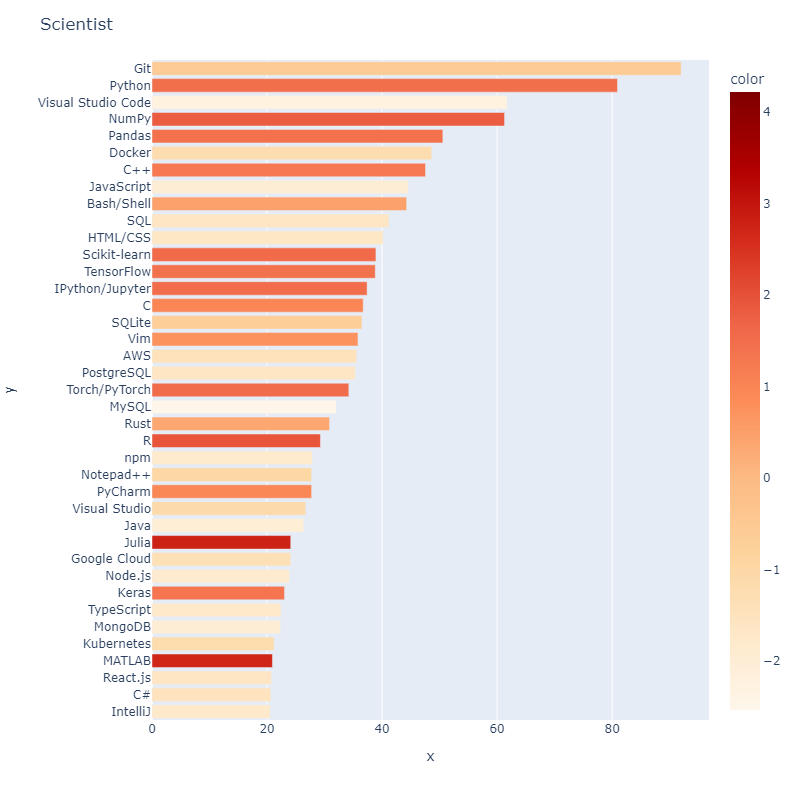 Scientist
color
Git
Python
Visual Studio Code
NumPy
Pandas
Docker
C++
JavaScript
Bash/Shell
SQL
HTML/CSS
Scikit-learn
TensorFlow
IPython/Jupyter
C
SQLite
Vim
AWS
PostgreSQL
Torch/PyTorch
MySQL
Rust
R
npm
Notepad++
PyCharm
Visual Studio
Java
Julia
Google Cloud
Node.js
Keras
TypeScript
MongoDB
Kubernetes
MATLAB
React.js
C#
IntelliJ
y
0 20 40 60 80
x
4
3
2
1
0
−1
−2